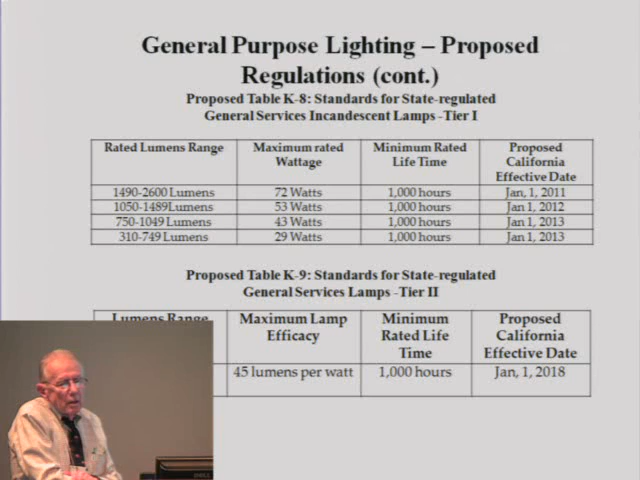 General Purpose Lighting – Proposed
Regulations (cont.)
Proposed Table K-8: Standards for State-regulated
General Services Incandescent Lamps -Tier I
Rated Lumens Range Maximum rated Wattage Minimum Rated Life Time Proposed California Effective Date
1490-2600 Lumens 72 Watts 1,000 hours Jan, 1, 2011
1050-1489Lumens 53 Watts 1,000 hours Jan 1, 2012
750-1049 Lumens 43 Watts 1,000 hours Jan 1, 2013
310-749 Lumens 29 Watts 1,000 hours Jan 1, 2013
Proposed Table K-9: Standards for State-regulated
General Services Lamps -Tier II
Lumens Range Maximum Lamp Efficacy Minimum Rated Life Time Proposed California Effective Date
45 lumens per watt 1,000 hours Jan, 1, 2018